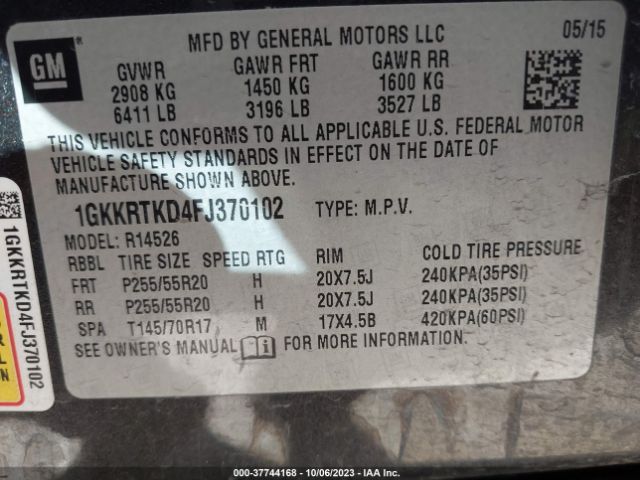 GM
MFD BY GENERAL MOTORS LLC 05/15
GVWR GAWR FRT GAWR RR
2908 KG 1450 KG 1600 KG
6411 LB 3196 LB 3527 LB
THIS VEHICLE CONFORMS TO ALL APPLICABLE U.S. FEDERAL MOTOR
VEHICLE SAFETY STANDARDS IN EFFECT ON THE DATE OF
MANUFACTURE SHOWN ABOVE.
1GKKRTKD4FJ370102 TYPE: M.P.V.
MODEL: R14526
RBBL TIRE SIZE SPEED RTG RIM COLD TIRE PRESSURE
FRT P255/55R20 H 20X7.5J 240KPA(35PSI)
RR P255/55R20 H 20X7.5J 240KPA(35PSI)
SPA T145/70R17 M 17X4.5B 420KPA(60PSI)
SEE OWNER'S MANUAL FOR MORE INFORMATION.
1GKKRTKD4FJ370102
000-37744168 - 10/06/2023 - IAA Inc.